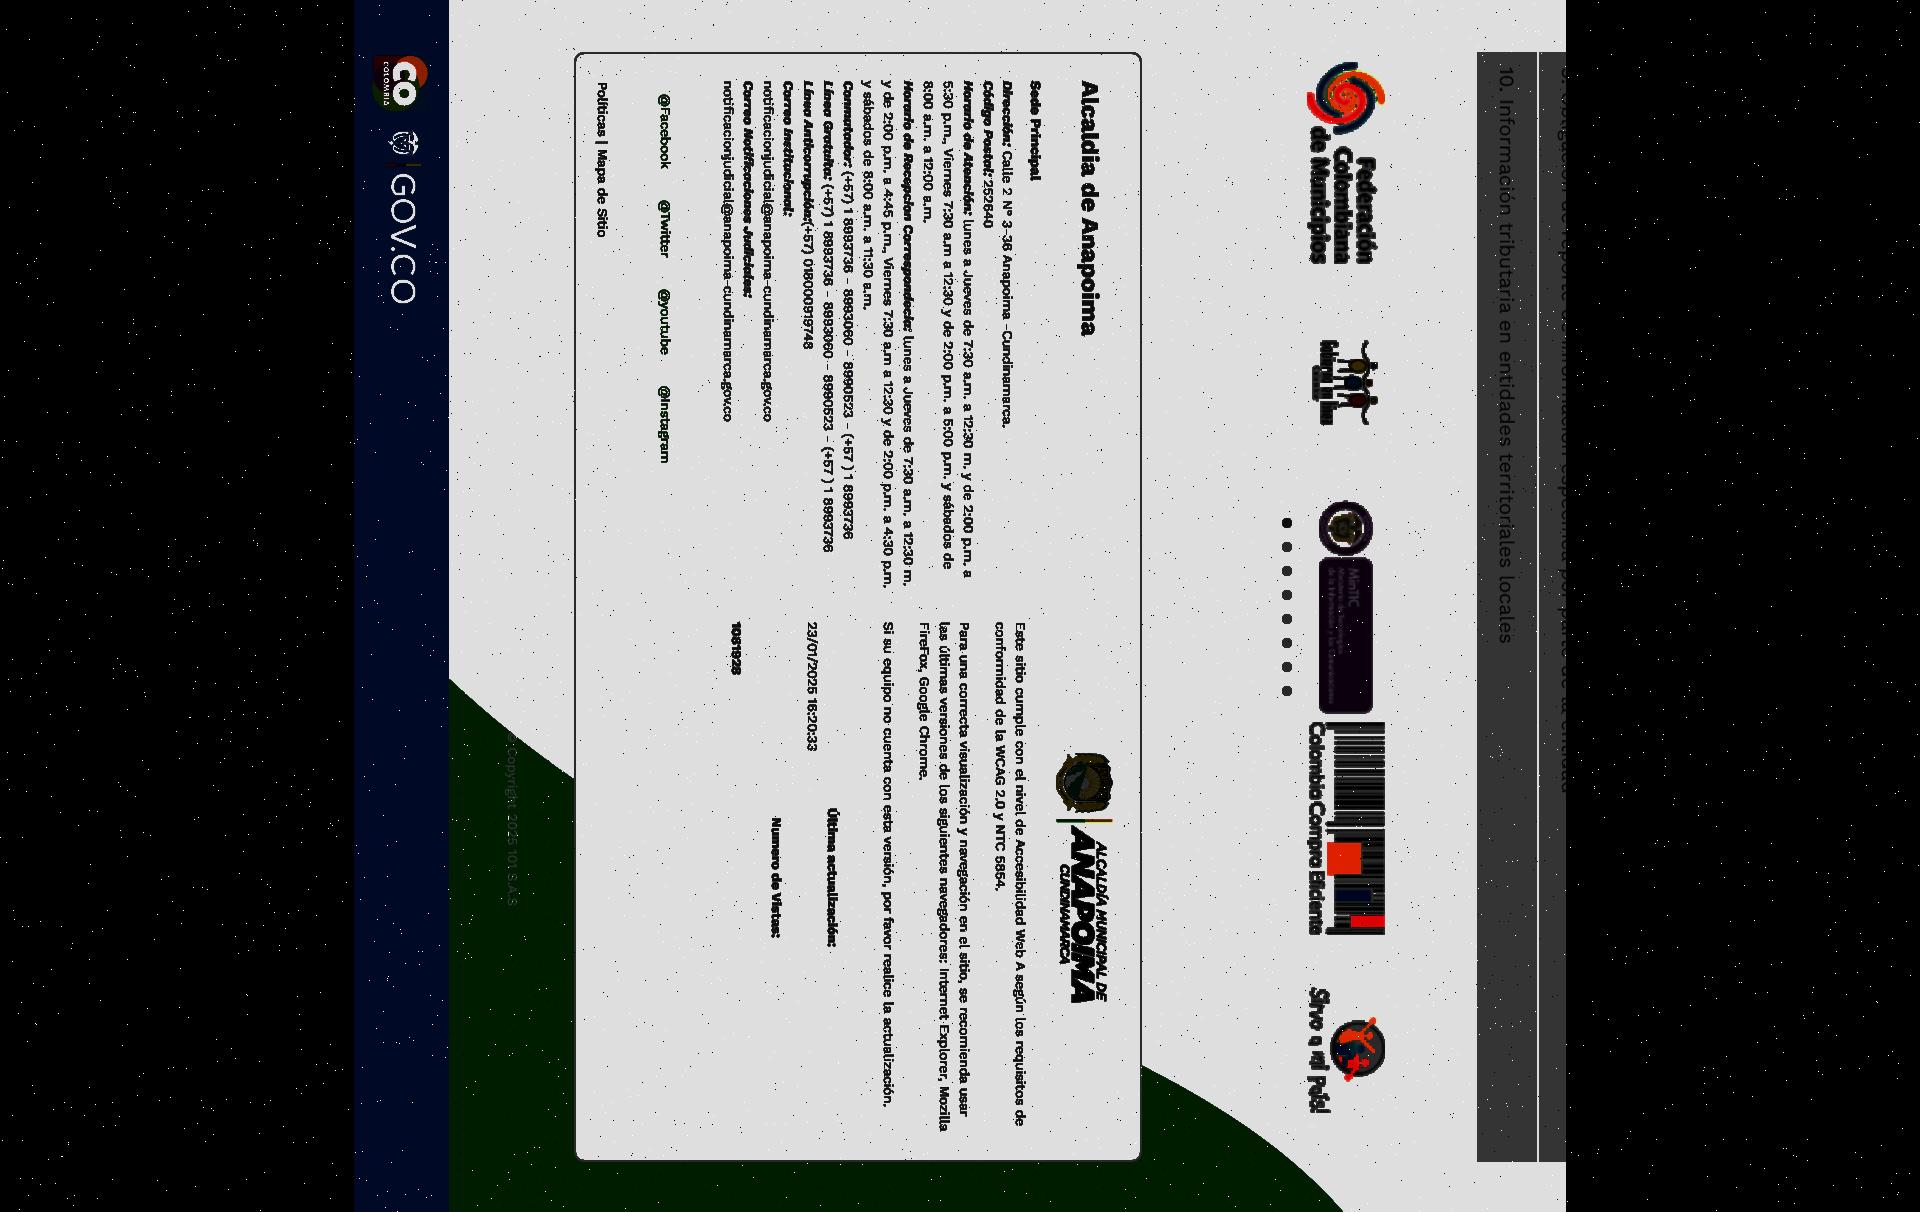 10. Información tributaria en entidades territoriales locales
Federación
Colombiana
de Municipios
MinTIC
Colombia Compra Eficiente
Sirvo a mi País!
Alcaldia de Anapoima
Sede Principal
Dirección: Calle 2 Nº 3-36 Anapoima -Cundinamarca.
Código Postal: 252640
Horario de Atención: lunes a Jueves de 7:30 a.m. a 12:30 m. y de 2:00 p.m. a
5:30 p.m., Viernes 7:30 a.m a 12:30 y de 2:00 p.m. a 5:00 p.m. y sábados de
8:00 a.m. a 12:00 a.m.
Horario de Recepcion Correspondecia: lunes a Jueves de 7:30 a.m. a 12:30 m.
y de 2:00 p.m. a 4:45 p.m., Viernes 7:30 a.m a 12:30 y de 2:00 p.m. a 4:30 p.m.
y sábados de 8:00 a.m. a 11:30 a.m.
Conmutador: (+57) 1 8993736 - 8993060 - 8990523 - (+57 ) 1 8993736
Línea Gratuita: (+57) 1 8993736 - 8993060 - 8990523 - (+57 ) 1 8993736
Línea Anticorrupción:(+57) 018000919748
Correo Institucional:
notificacionjudicial@anapoima-cundinamarca.gov.co
Correo Notificaciones Judiciales:
notificacionjudicial@anapoima-cundinamarca.gov.co
@Facebook @Twitter @youtube @Instagram
Políticas | Mapa de Sitio
ALCALDÍA MUNICIPAL DE
ANAPOIMA
CUNDINAMARCA
Este sitio cumple con el nivel de Accesibilidad Web A según los requisitos de
conformidad de la WCAG 2.0 y NTC 5854.
Para una correcta visualización y navegación en el sitio, se recomienda usar
las últimas versiones de los siguientes navegadores: Internet Explorer, Mozilla
FireFox, Google Chrome.
Si su equipo no cuenta con esta versión, por favor realice la actualización.
Última actualización:
23/01/2025 16:20:33
Numero de Vistas:
1081928
© Copyright 2025 101 S.A.S
CO
COLOMBIA
GOV.CO